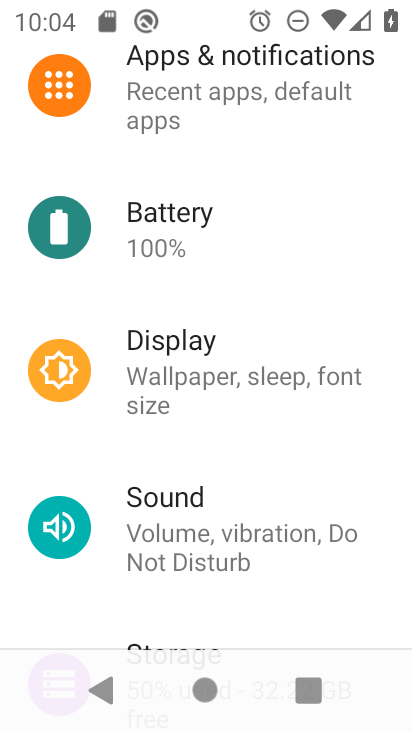 10:04
Apps & notifications
Recent apps, default
apps
Battery
100%
Display
Wallpaper, sleep, font
size
Sound
Volume, vibration, Do
Not Disturb
Storage
50% used - 32.22 GB
free